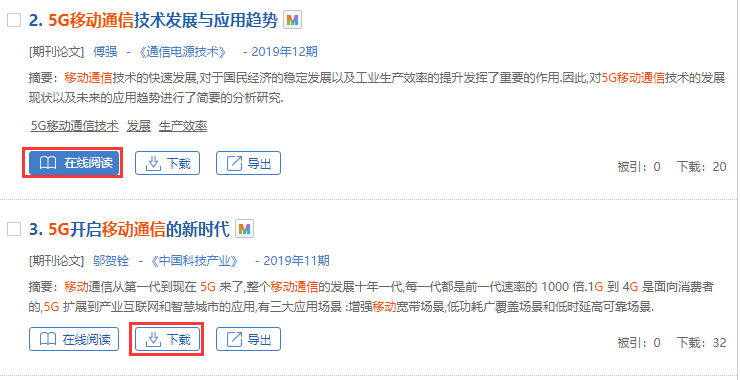 2. 5G移动通信技术发展与应用趋势 M
[期刊论文] 傅强 - 《通信电源技术》 - 2019年12期
摘要：移动通信技术的快速发展,对于国民经济的稳定发展以及工业生产效率的提升发挥了重要的作用.因此,对5G移动通信技术的发展
现状以及未来的应用趋势进行了简要的分析研究.
5G移动通信技术 发展 生产效率
在线阅读 下载 导出 被引：0 下载：20
3. 5G开启移动通信的新时代 M
[期刊论文] 邬贺铨 - 《中国科技产业》 - 2019年11期
摘要：移动通信从第一代到现在 5G 来了,整个移动通信的发展十年一代,每一代都是前一代速率的 1000 倍.1G 到 4G 是面向消费者
的,5G 扩展到产业互联网和智慧城市的应用,有三大应用场景 :增强移动宽带场景,低功耗广覆盖场景和低时延高可靠场景.
在线阅读 下载 导出 被引：0 下载：32